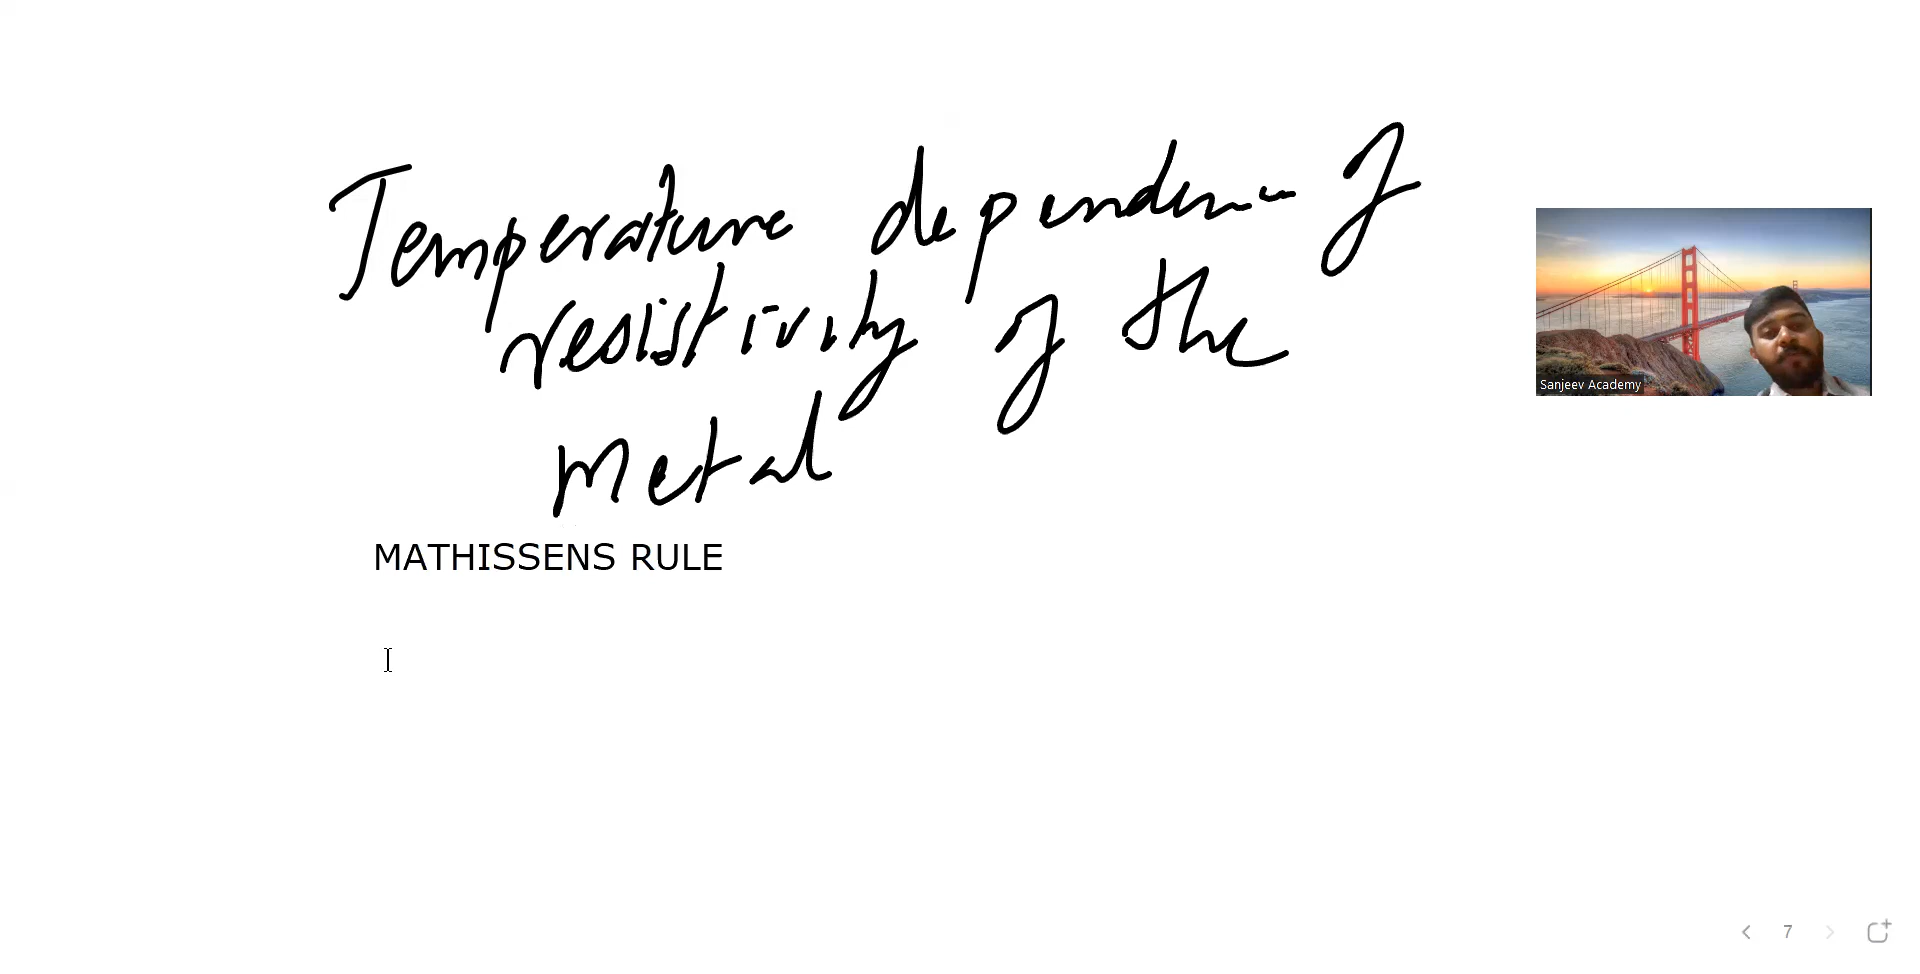 Temperature dependence of
resistivity of the
metal
Sanjeev Academy
MATHISSENS RULE
7